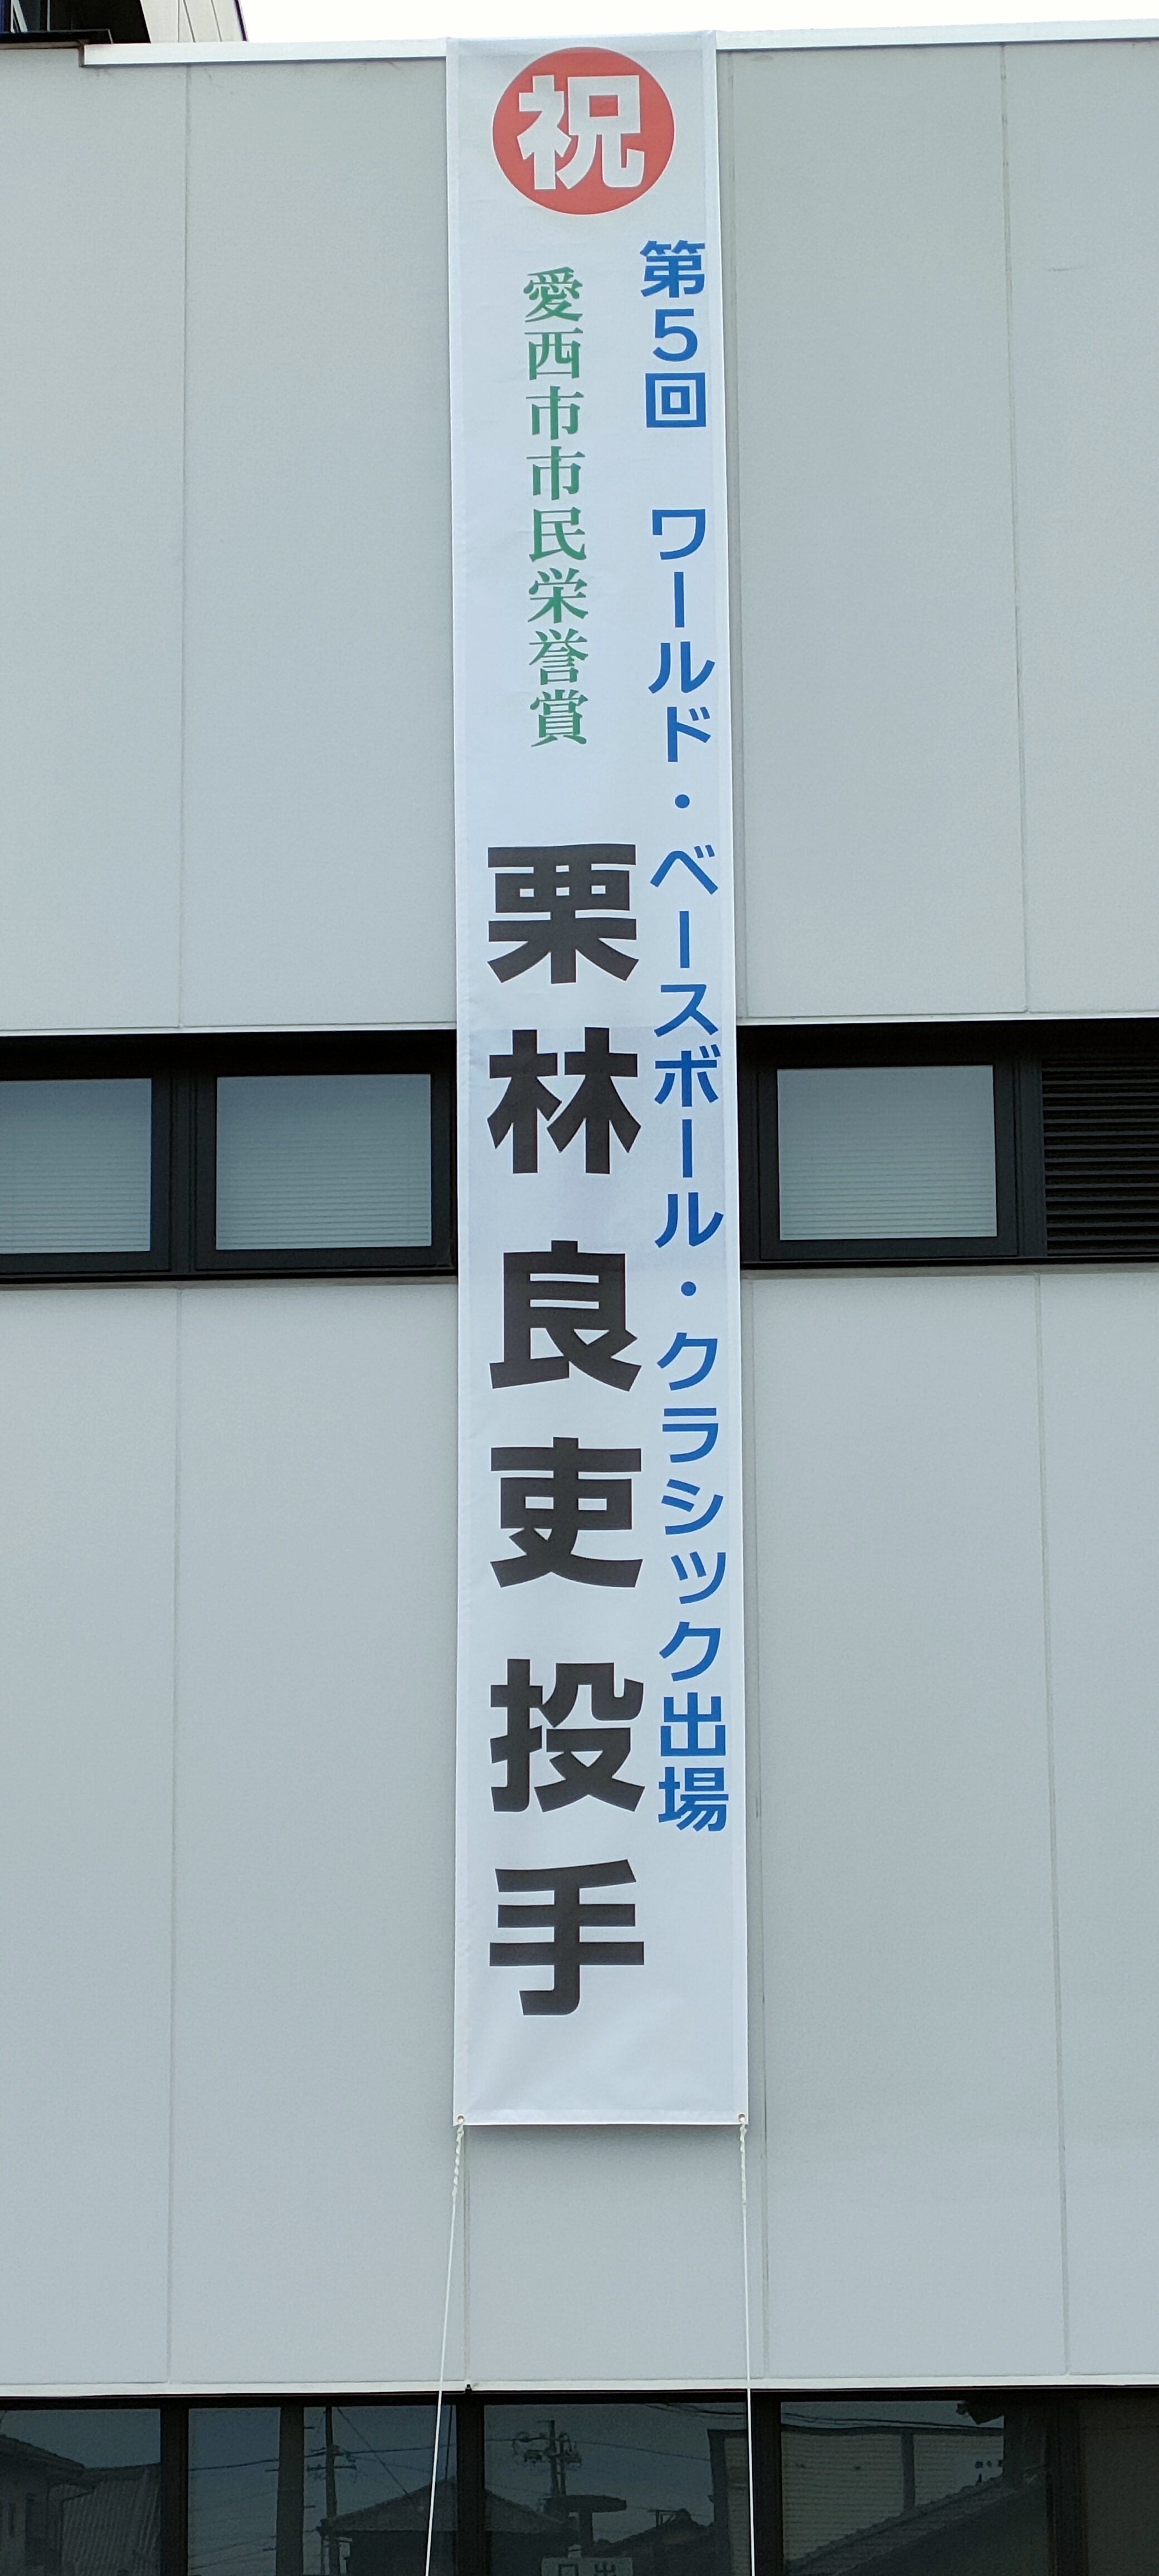 祝
第5回 ワールド・ベースボール・クラシック出場
愛西市市民栄誉賞
栗林良吏投手